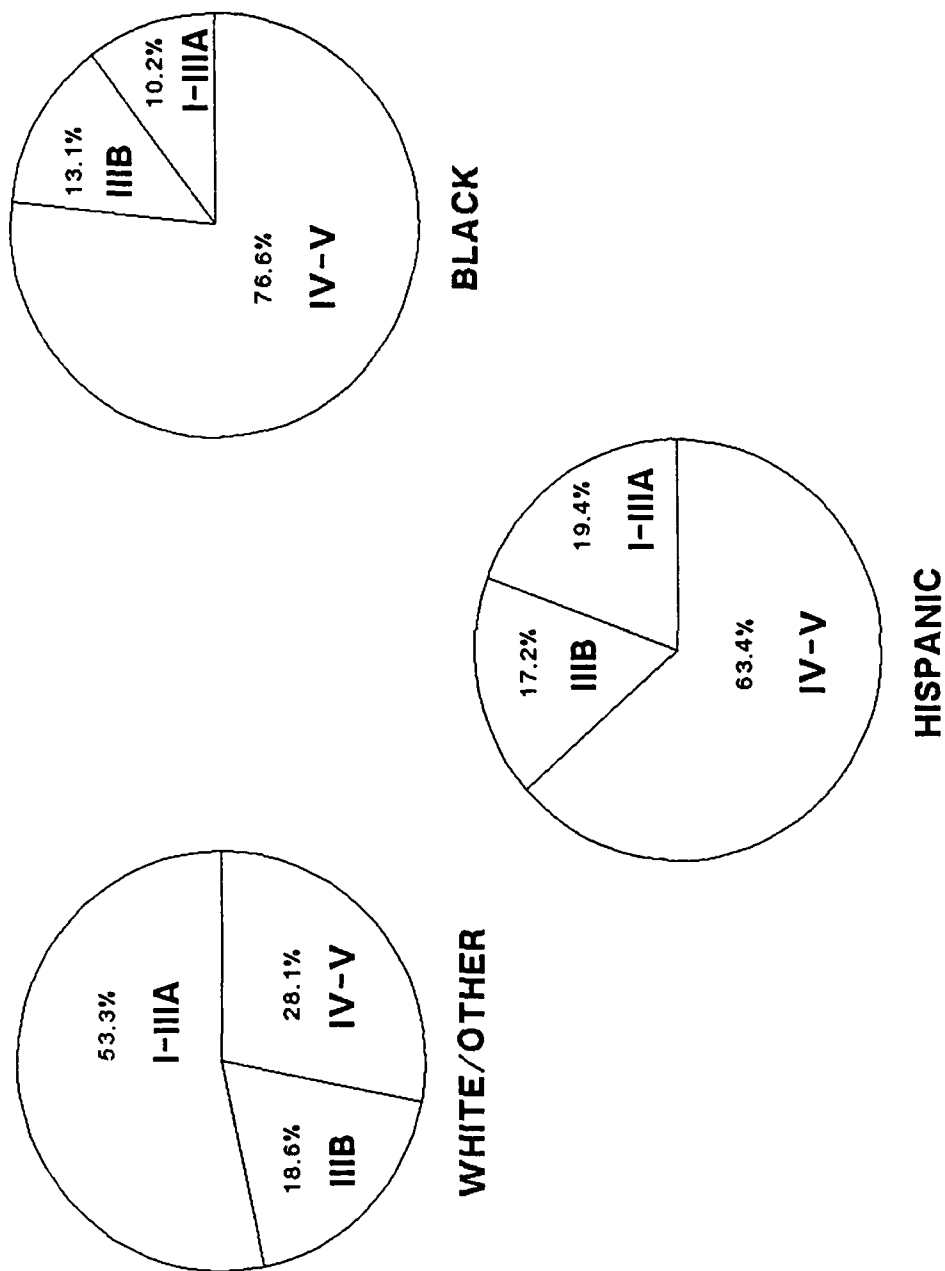 53.3%
I-IIIA
18.6%
IIIB
28.1%
IV-V
WHITE/OTHER
17.2%
IIIB
19.4%
I-IIIA
63.4%
IV-V
HISPANIC
13.1%
IIIB
10.2%
I-IIIA
76.6%
IV-V
BLACK